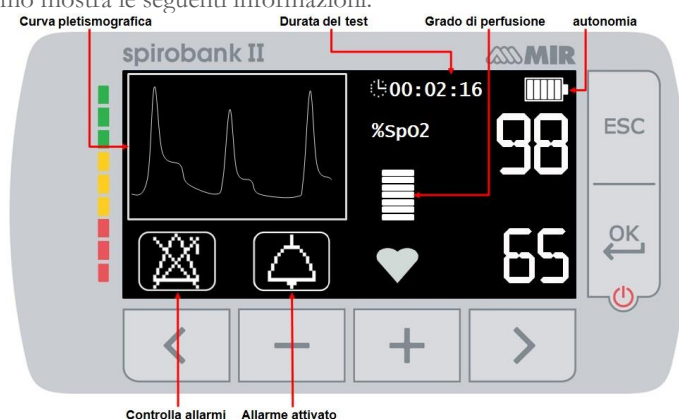 mo mostra le seguenti informazioni:
Curva pletismografica Durata del test Grado di perfusione autonomia
spirobank II MIR
00:02:16
%Spo2 98
ESC
OK
65
Controlla allarmi Allarme attivato